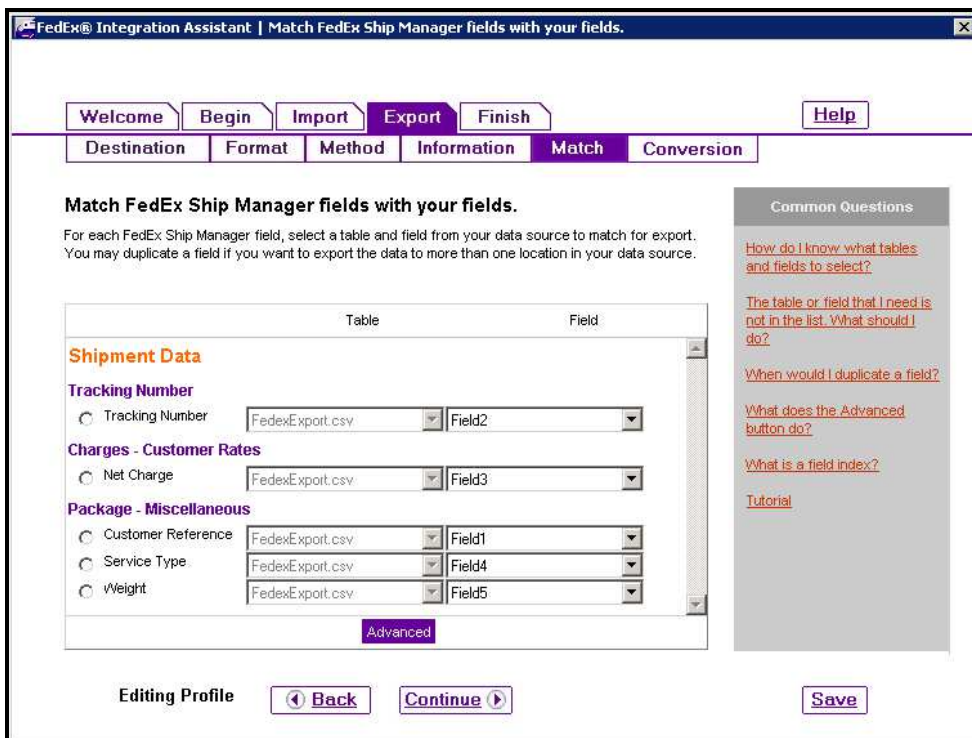 FedEx® Integration Assistant | Match FedEx Ship Manager fields with your fields.
Welcome Begin Import Export Finish Help
Destination Format Method Information Match Conversion
Match FedEx Ship Manager fields with your fields.
For each FedEx Ship Manager field, select a table and field from your data source to match for export.
You may duplicate a field if you want to export the data to more than one location in your data source.
Table Field
Shipment Data
Tracking Number
Tracking Number FedexExport.csv Field2
Charges - Customer Rates
Net Charge FedexExport.csv Field3
Package - Miscellaneous
Customer Reference FedexExport.csv Field1
Service Type FedexExport.csv Field4
Weight FedexExport.csv Field5
Advanced
Common Questions
How do I know what tables
and fields to select?
The table or field that I need is
not in the list. What should I
do?
When would I duplicate a field?
What does the Advanced
button do?
What is a field index?
Tutorial
Editing Profile Back Continue Save